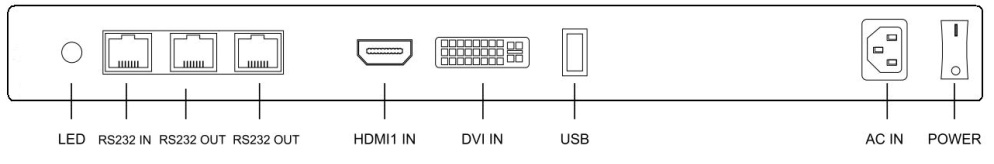 LED RS232 IN RS232 OUT RS232 OUT HDMI1 IN DVI IN USB AC IN POWER